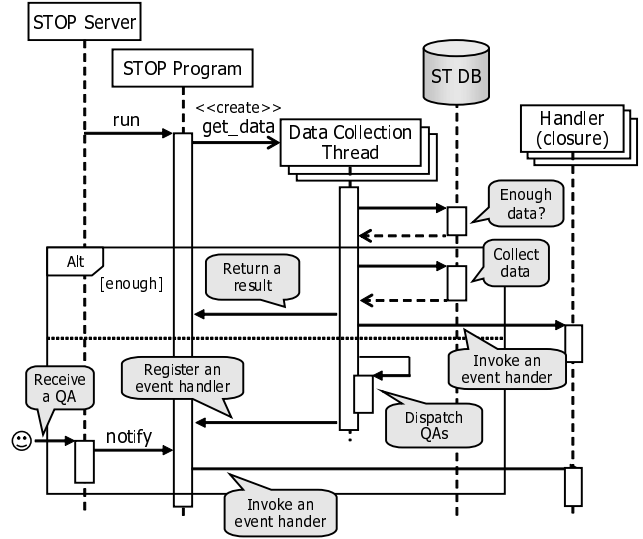 STOP Server
STOP Program
ST DB
<<create>>
run
get_data
Data Collection
Thread
Handler
(closure)
Enough
data?
Alt
[enough]
Return a
result
Collect
data
Receive
a QA
Register an
event handler
Invoke an
event hander
Dispatch
QAs
notify
Invoke an
event hander